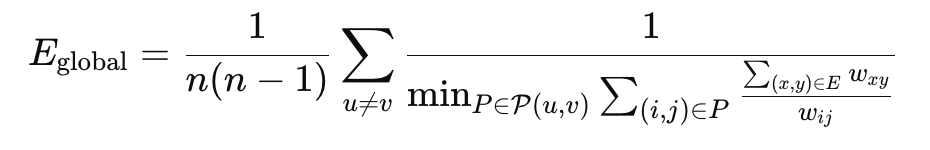 $E_{\text{global}} = \frac{1}{n(n-1)} \sum_{u \neq v} \frac{1}{\min_{P \in \mathcal{P}(u,v)} \sum_{(i,j) \in P} \frac{\sum_{(x,y) \in E} w_{xy}}{w_{ij}}}$